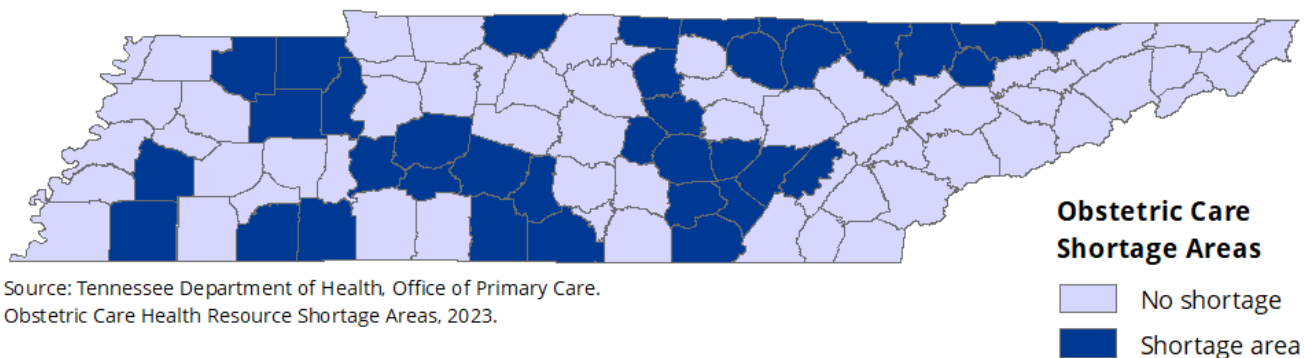 Obstetric Care
Shortage Areas
No shortage
Shortage area
Source: Tennessee Department of Health, Office of Primary Care.
Obstetric Care Health Resource Shortage Areas, 2023.